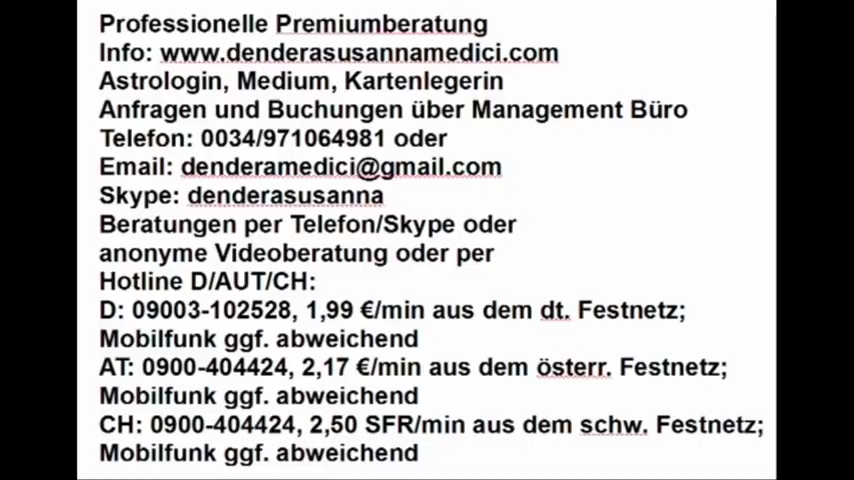 Professionelle Premiumberatung
Info: www.denderasusannamedici.com
Astrologin, Medium, Kartenlegerin
Anfragen und Buchungen über Management Büro
Telefon: 0034/971064981 oder
Email: denderamedici@gmail.com
Skype: denderasusanna
Beratungen per Telefon/Skype oder
anonyme Videoberatung oder per
Hotline D/AUT/CH:
D: 09003-102528, 1,99 €/min aus dem dt. Festnetz;
Mobilfunk ggf. abweichend
AT: 0900-404424, 2,17 €/min aus dem österr. Festnetz;
Mobilfunk ggf. abweichend
CH: 0900-404424, 2,50 SFR/min aus dem schw. Festnetz;
Mobilfunk ggf. abweichend